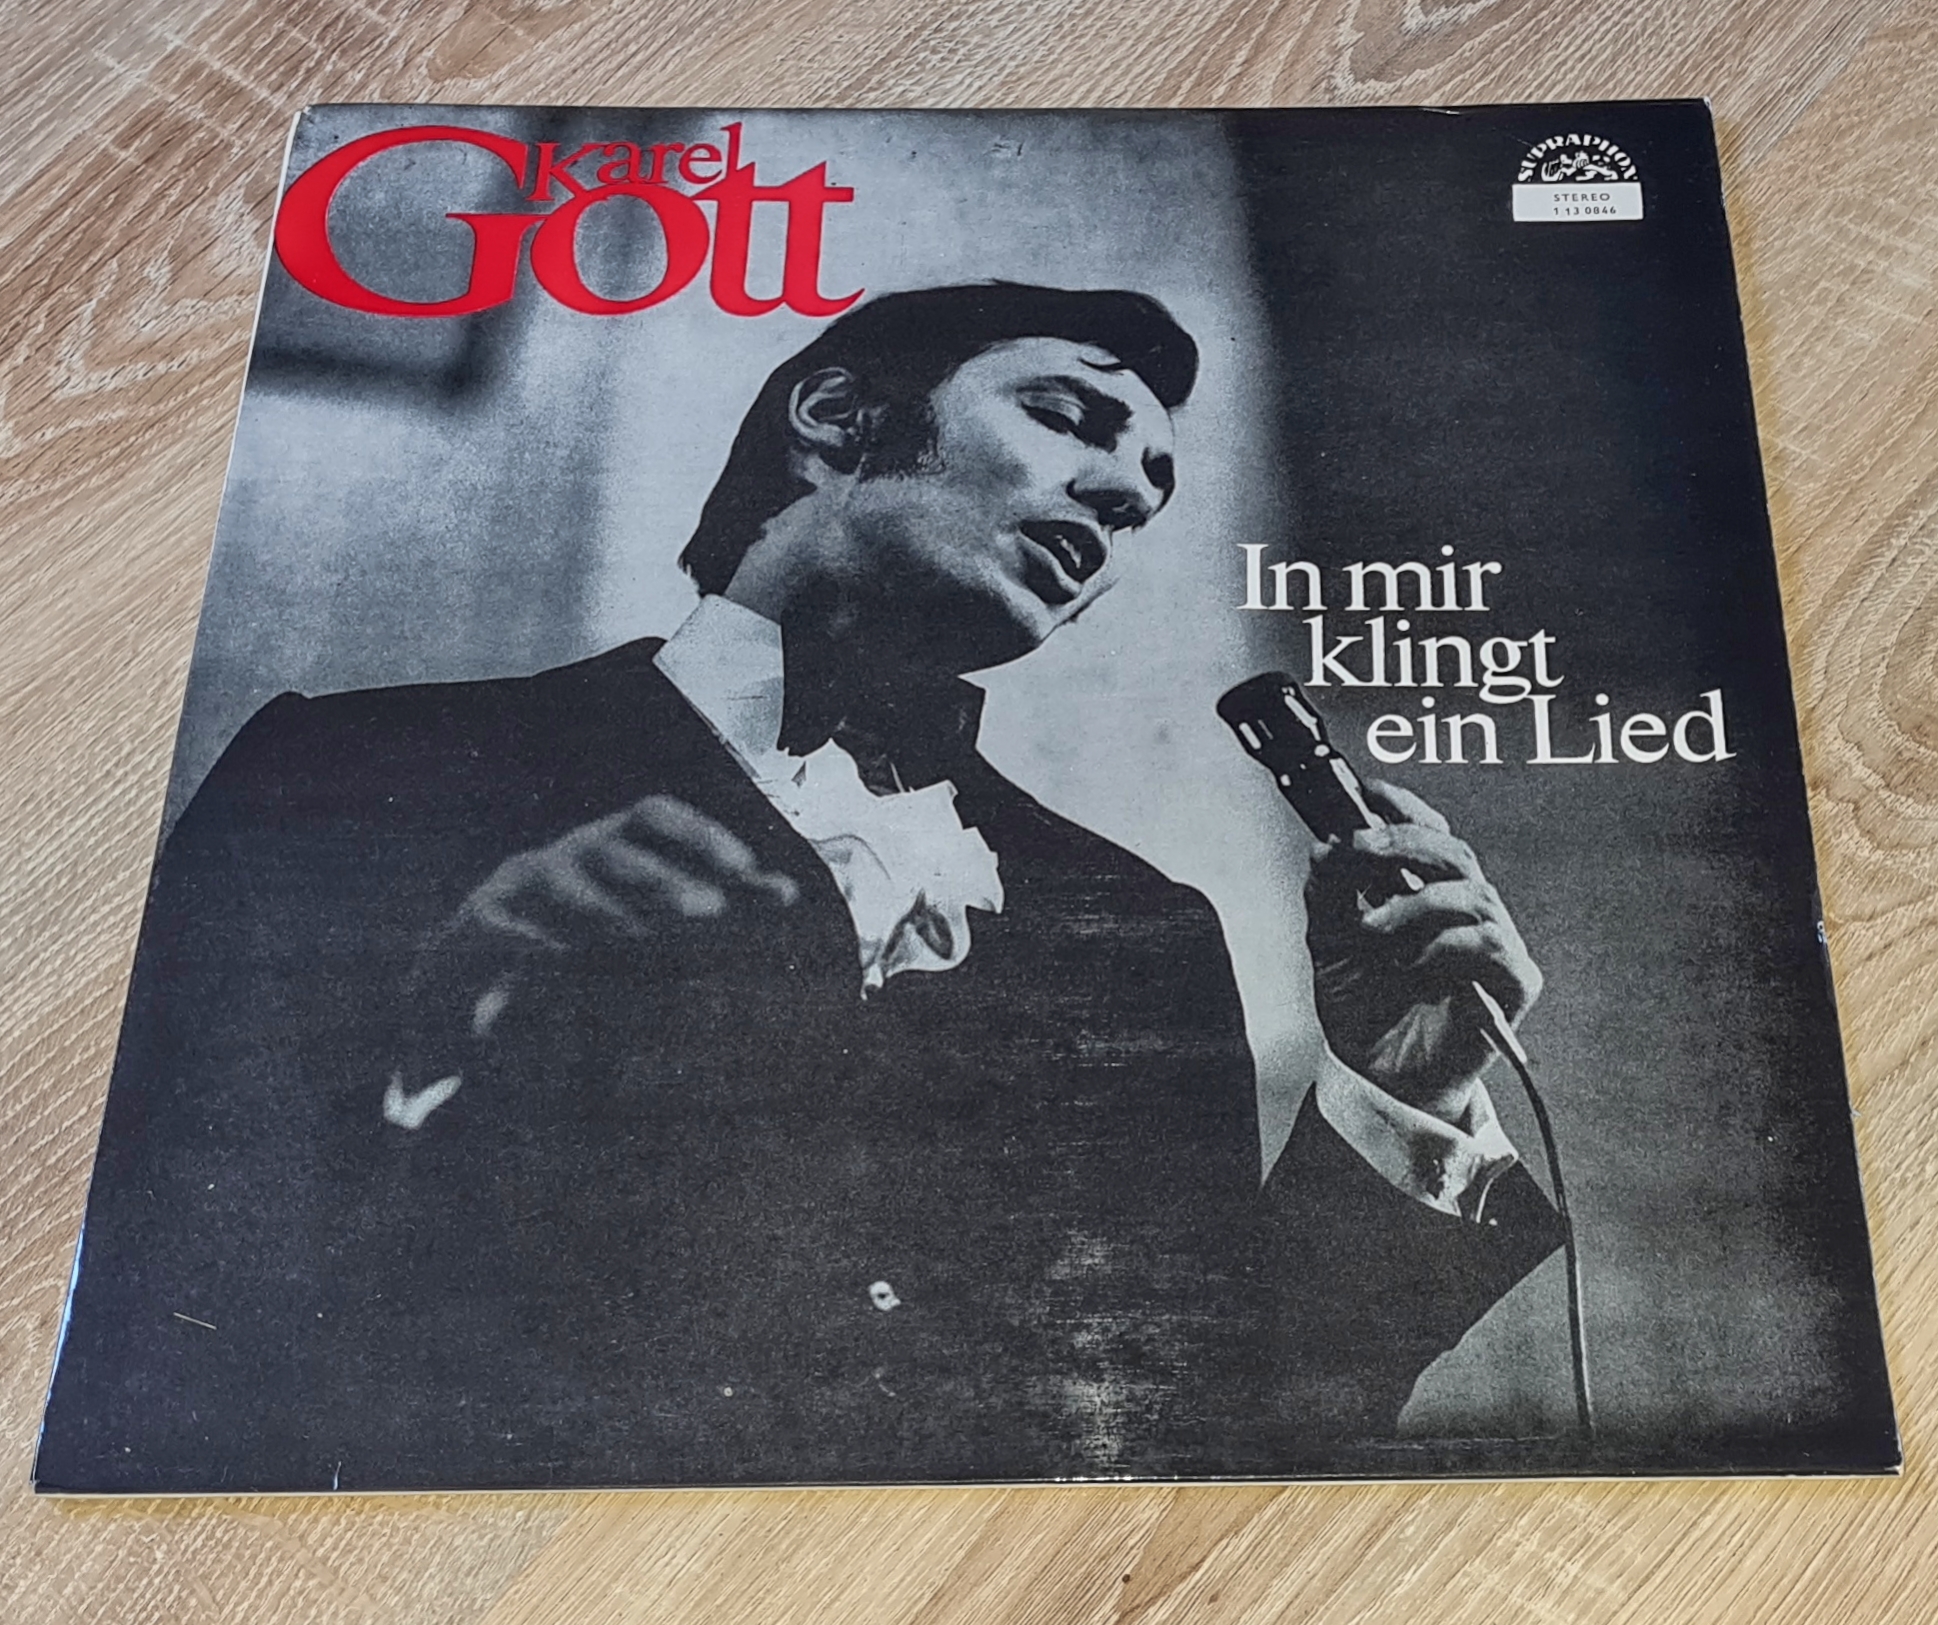 Karel
Gott
SUPRAPHON
STEREO
1 13 0846
In mir
klingt
ein Lied